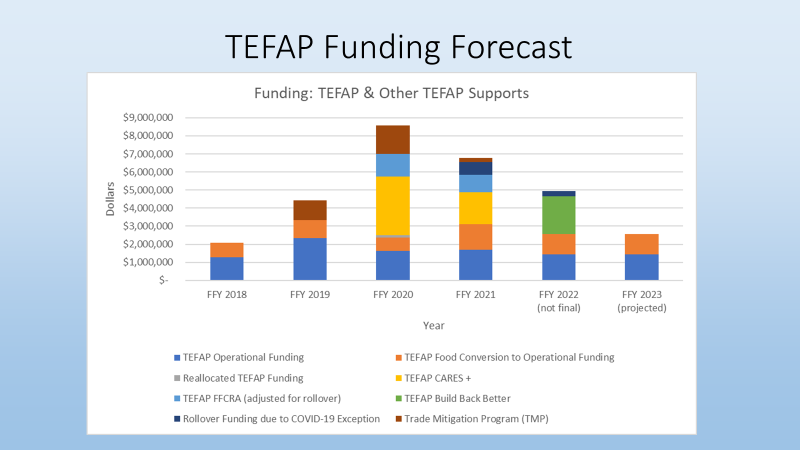 TEFAP Funding Forecast
Funding: TEFAP & Other TEFAP Supports
$9,000,000
$8,000,000
$7,000,000
$6,000,000
$5,000,000
$4,000,000
$3,000,000
$2,000,000
$1,000,000
$-
Dollars
FFY 2018 FFY 2019 FFY 2020 FFY 2021 FFY 2022 FFY 2023
(not final) (projected)
Year
TEFAP Operational Funding TEFAP Food Conversion to Operational Funding
Reallocated TEFAP Funding TEFAP CARES +
TEFAP FFCRA (adjusted for rollover) TEFAP Build Back Better
Rollover Funding due to COVID-19 Exception Trade Mitigation Program (TMP)